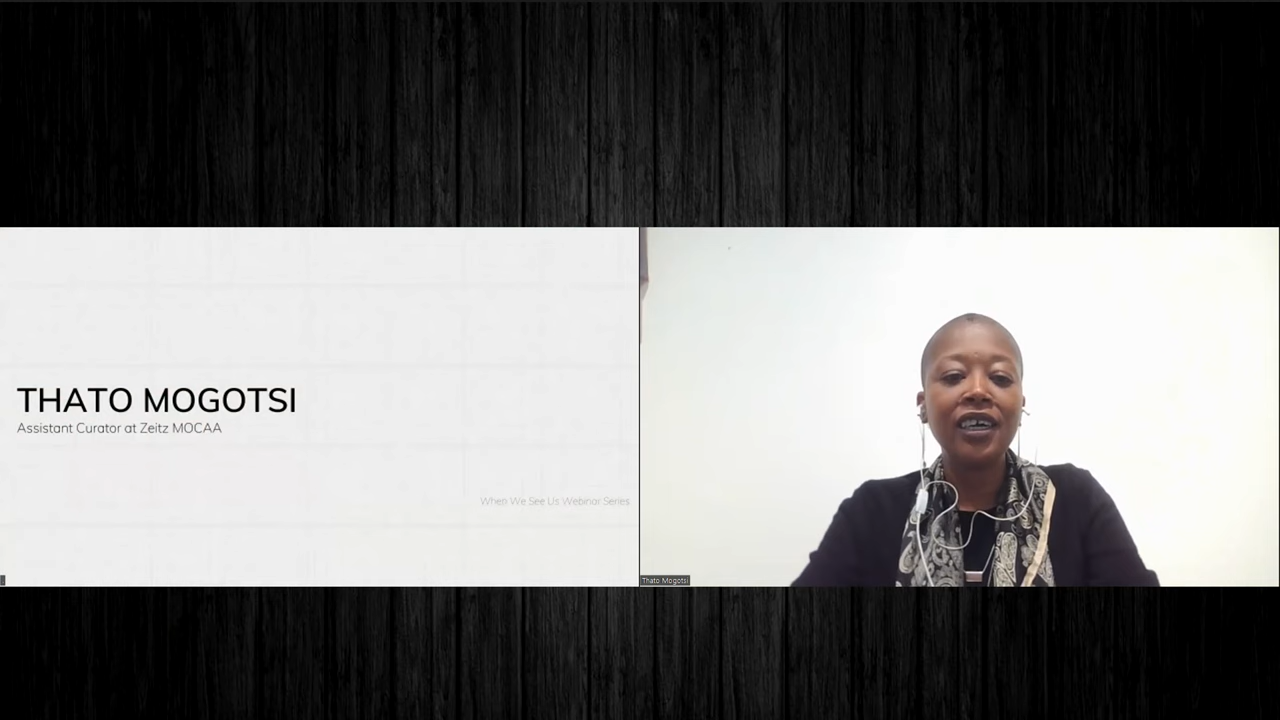 THATO MOGOTSI
Assistant Curator at Zeitz MOCAA
When We See Us Webinar Series
Thato Mogotsi